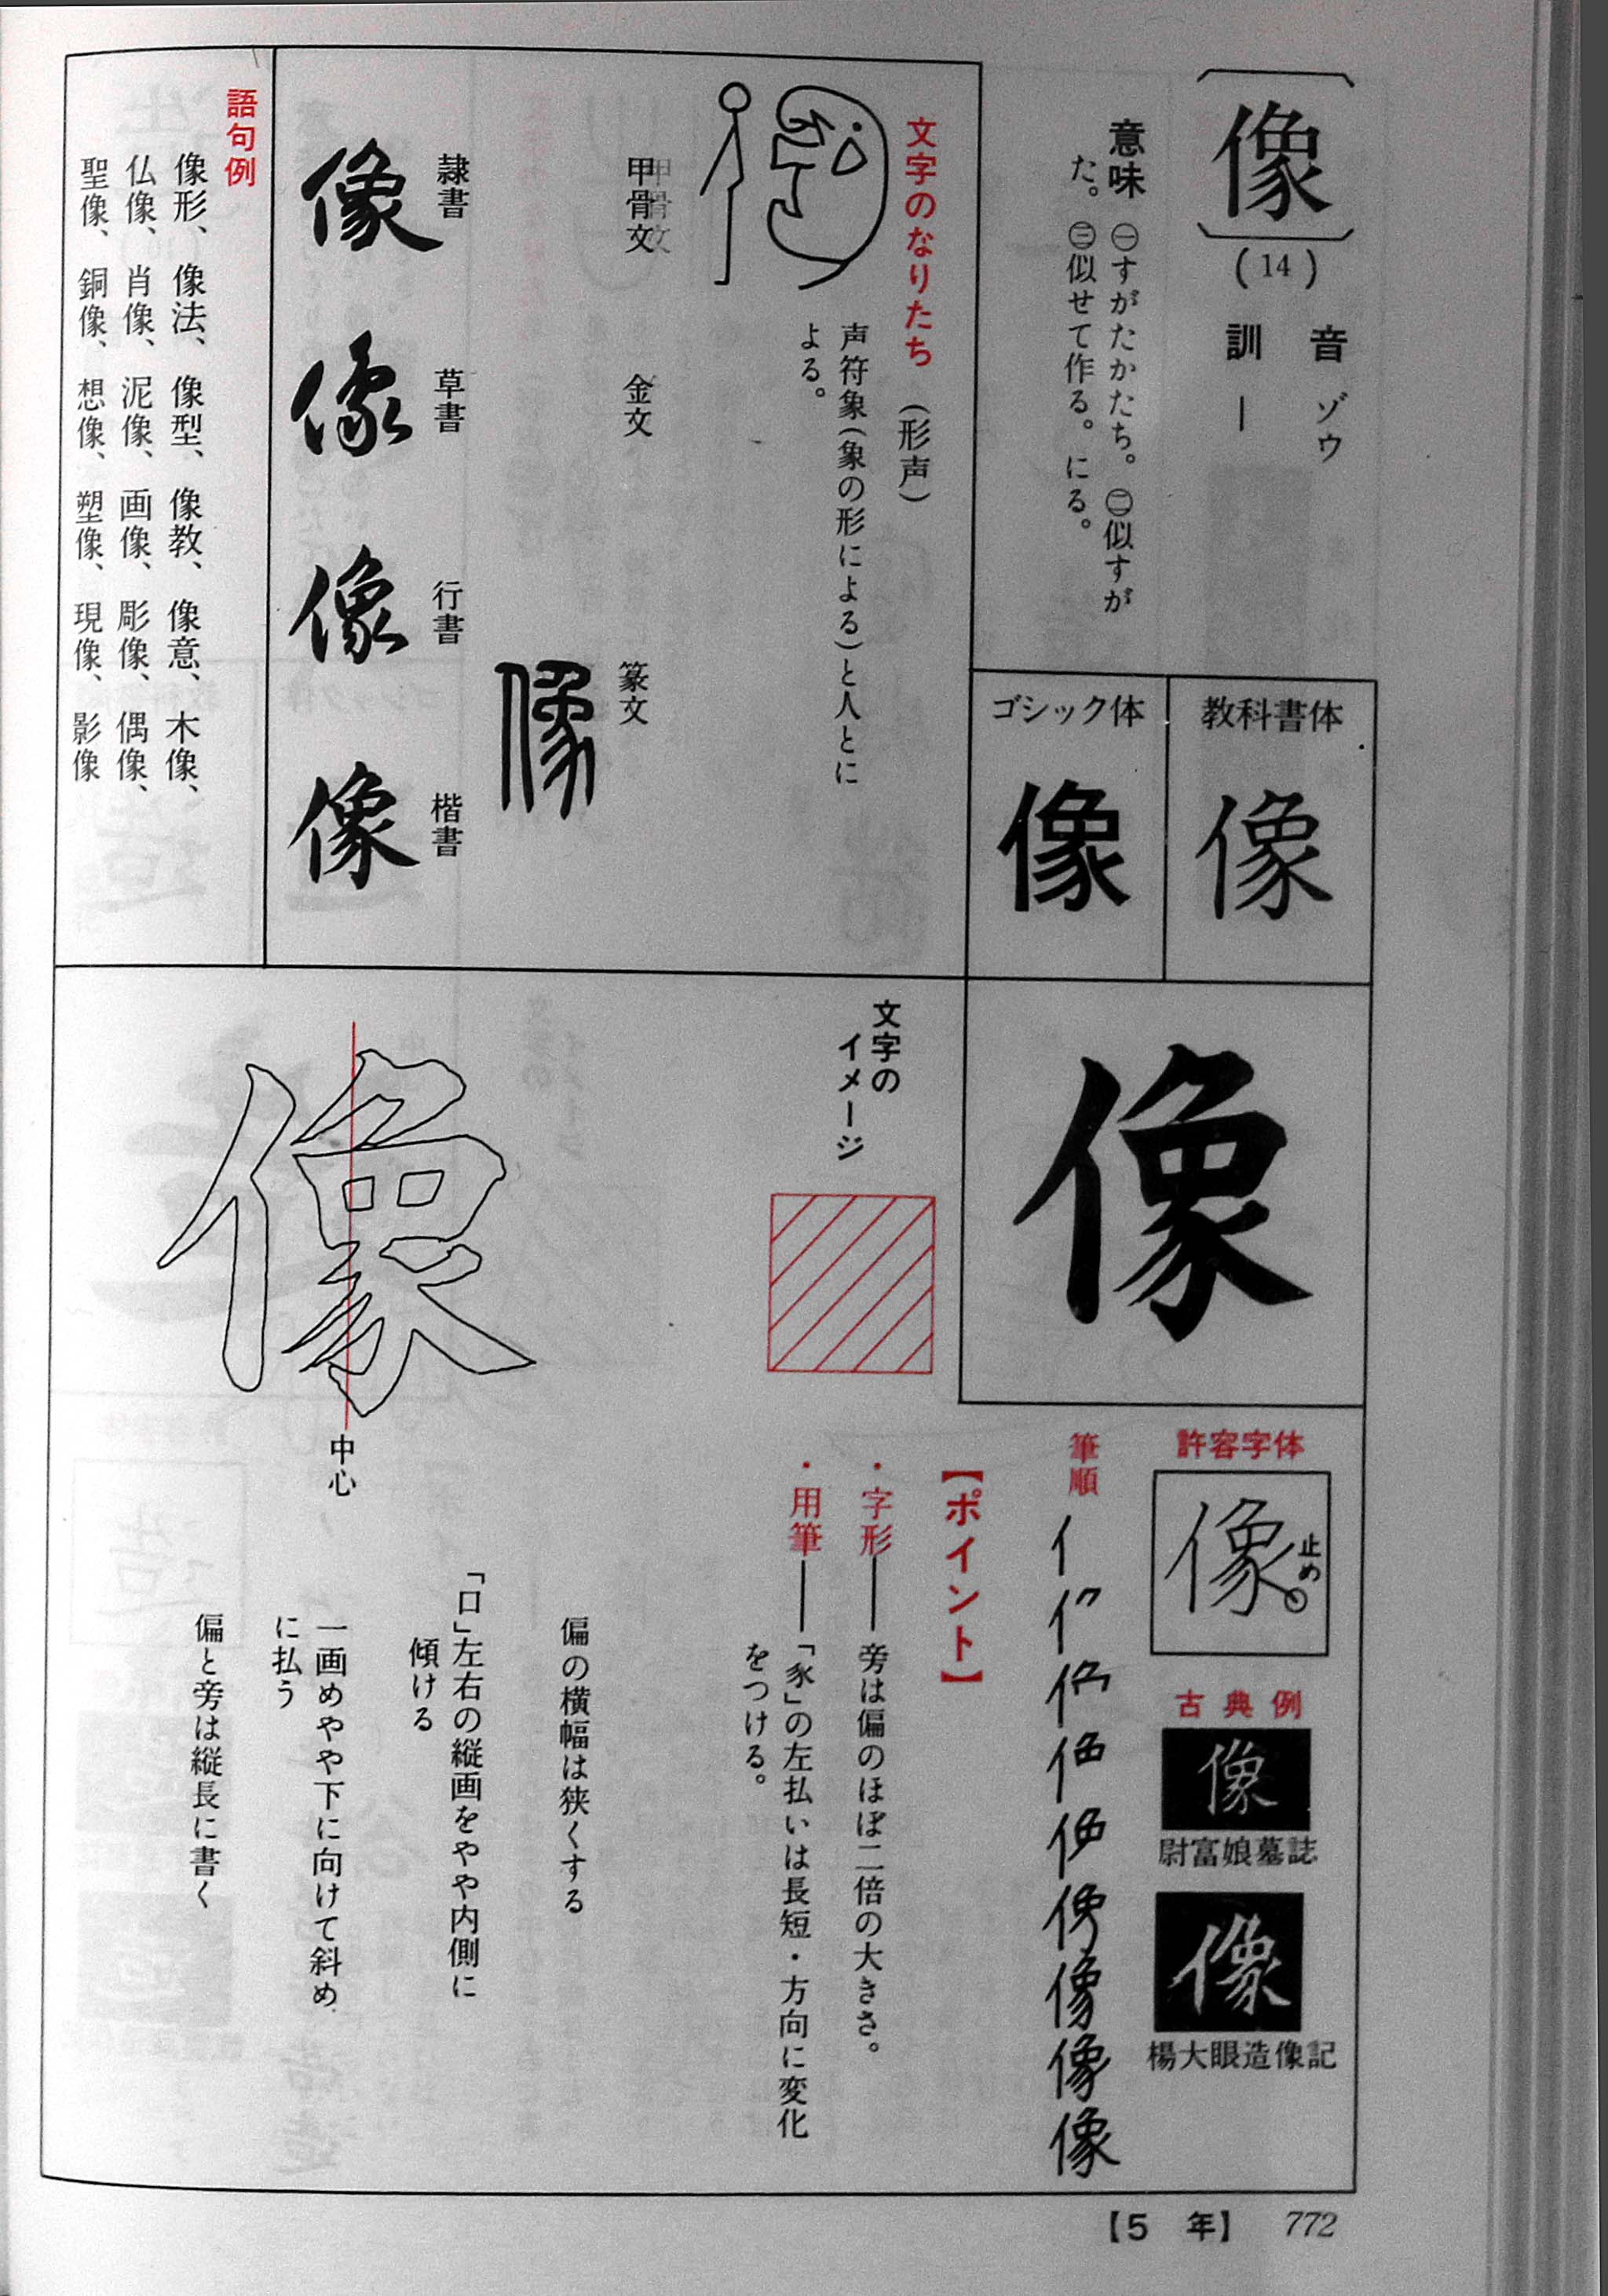 像
(14)
音 ゾウ
訓 ー
意味 ㊀すがたかたち。㊁似すが
た。㊂似せて作る。にる。
教科書体
像
ゴシック体
像
文字のなりたち (形声)
声符象(象の形による)と人とに
よる。
甲骨文
金文
篆文
像
隷書
像
草書
像
行書
像
楷書
像
語句例
像形、像法、像型、像教、像意、木像、
仏像、肖像、泥像、画像、彫像、偶像、
聖像、銅像、想像、塑像、現像、影像
像
許容字体
像
止め
古典例
像
尉富娘墓誌
像
楊大眼造像記
筆順
像
文字の
イメージ
【ポイント】
・字形―旁は偏のほぼ二倍の大きさ。
・用筆―「豕」の左払いは長短・方向に変化
をつける。
像
中心
偏の横幅は狭くする
「口」左右の縦画をやや内側に
傾ける
一画めやや下に向けて斜め
に払う
偏と旁は縦長に書く
【5 年】 772